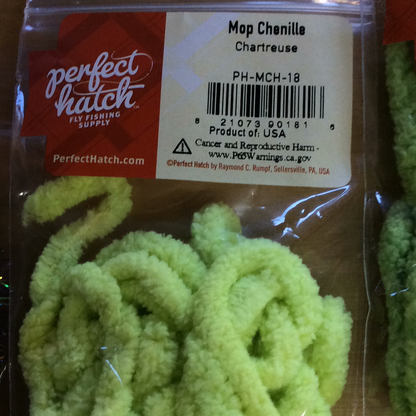 perfect
hatch
FLY FISHING
SUPPLY
PerfectHatch.com
Mop Chenille
Chartreuse
PH-MCH-18
8 21073 90181 6
Product of: USA
Cancer and Reproductive Harm -
www.P65Warnings.ca.gov
©Perfect Hatch by Raymond C. Rumpf, Sellersville, PA, USA